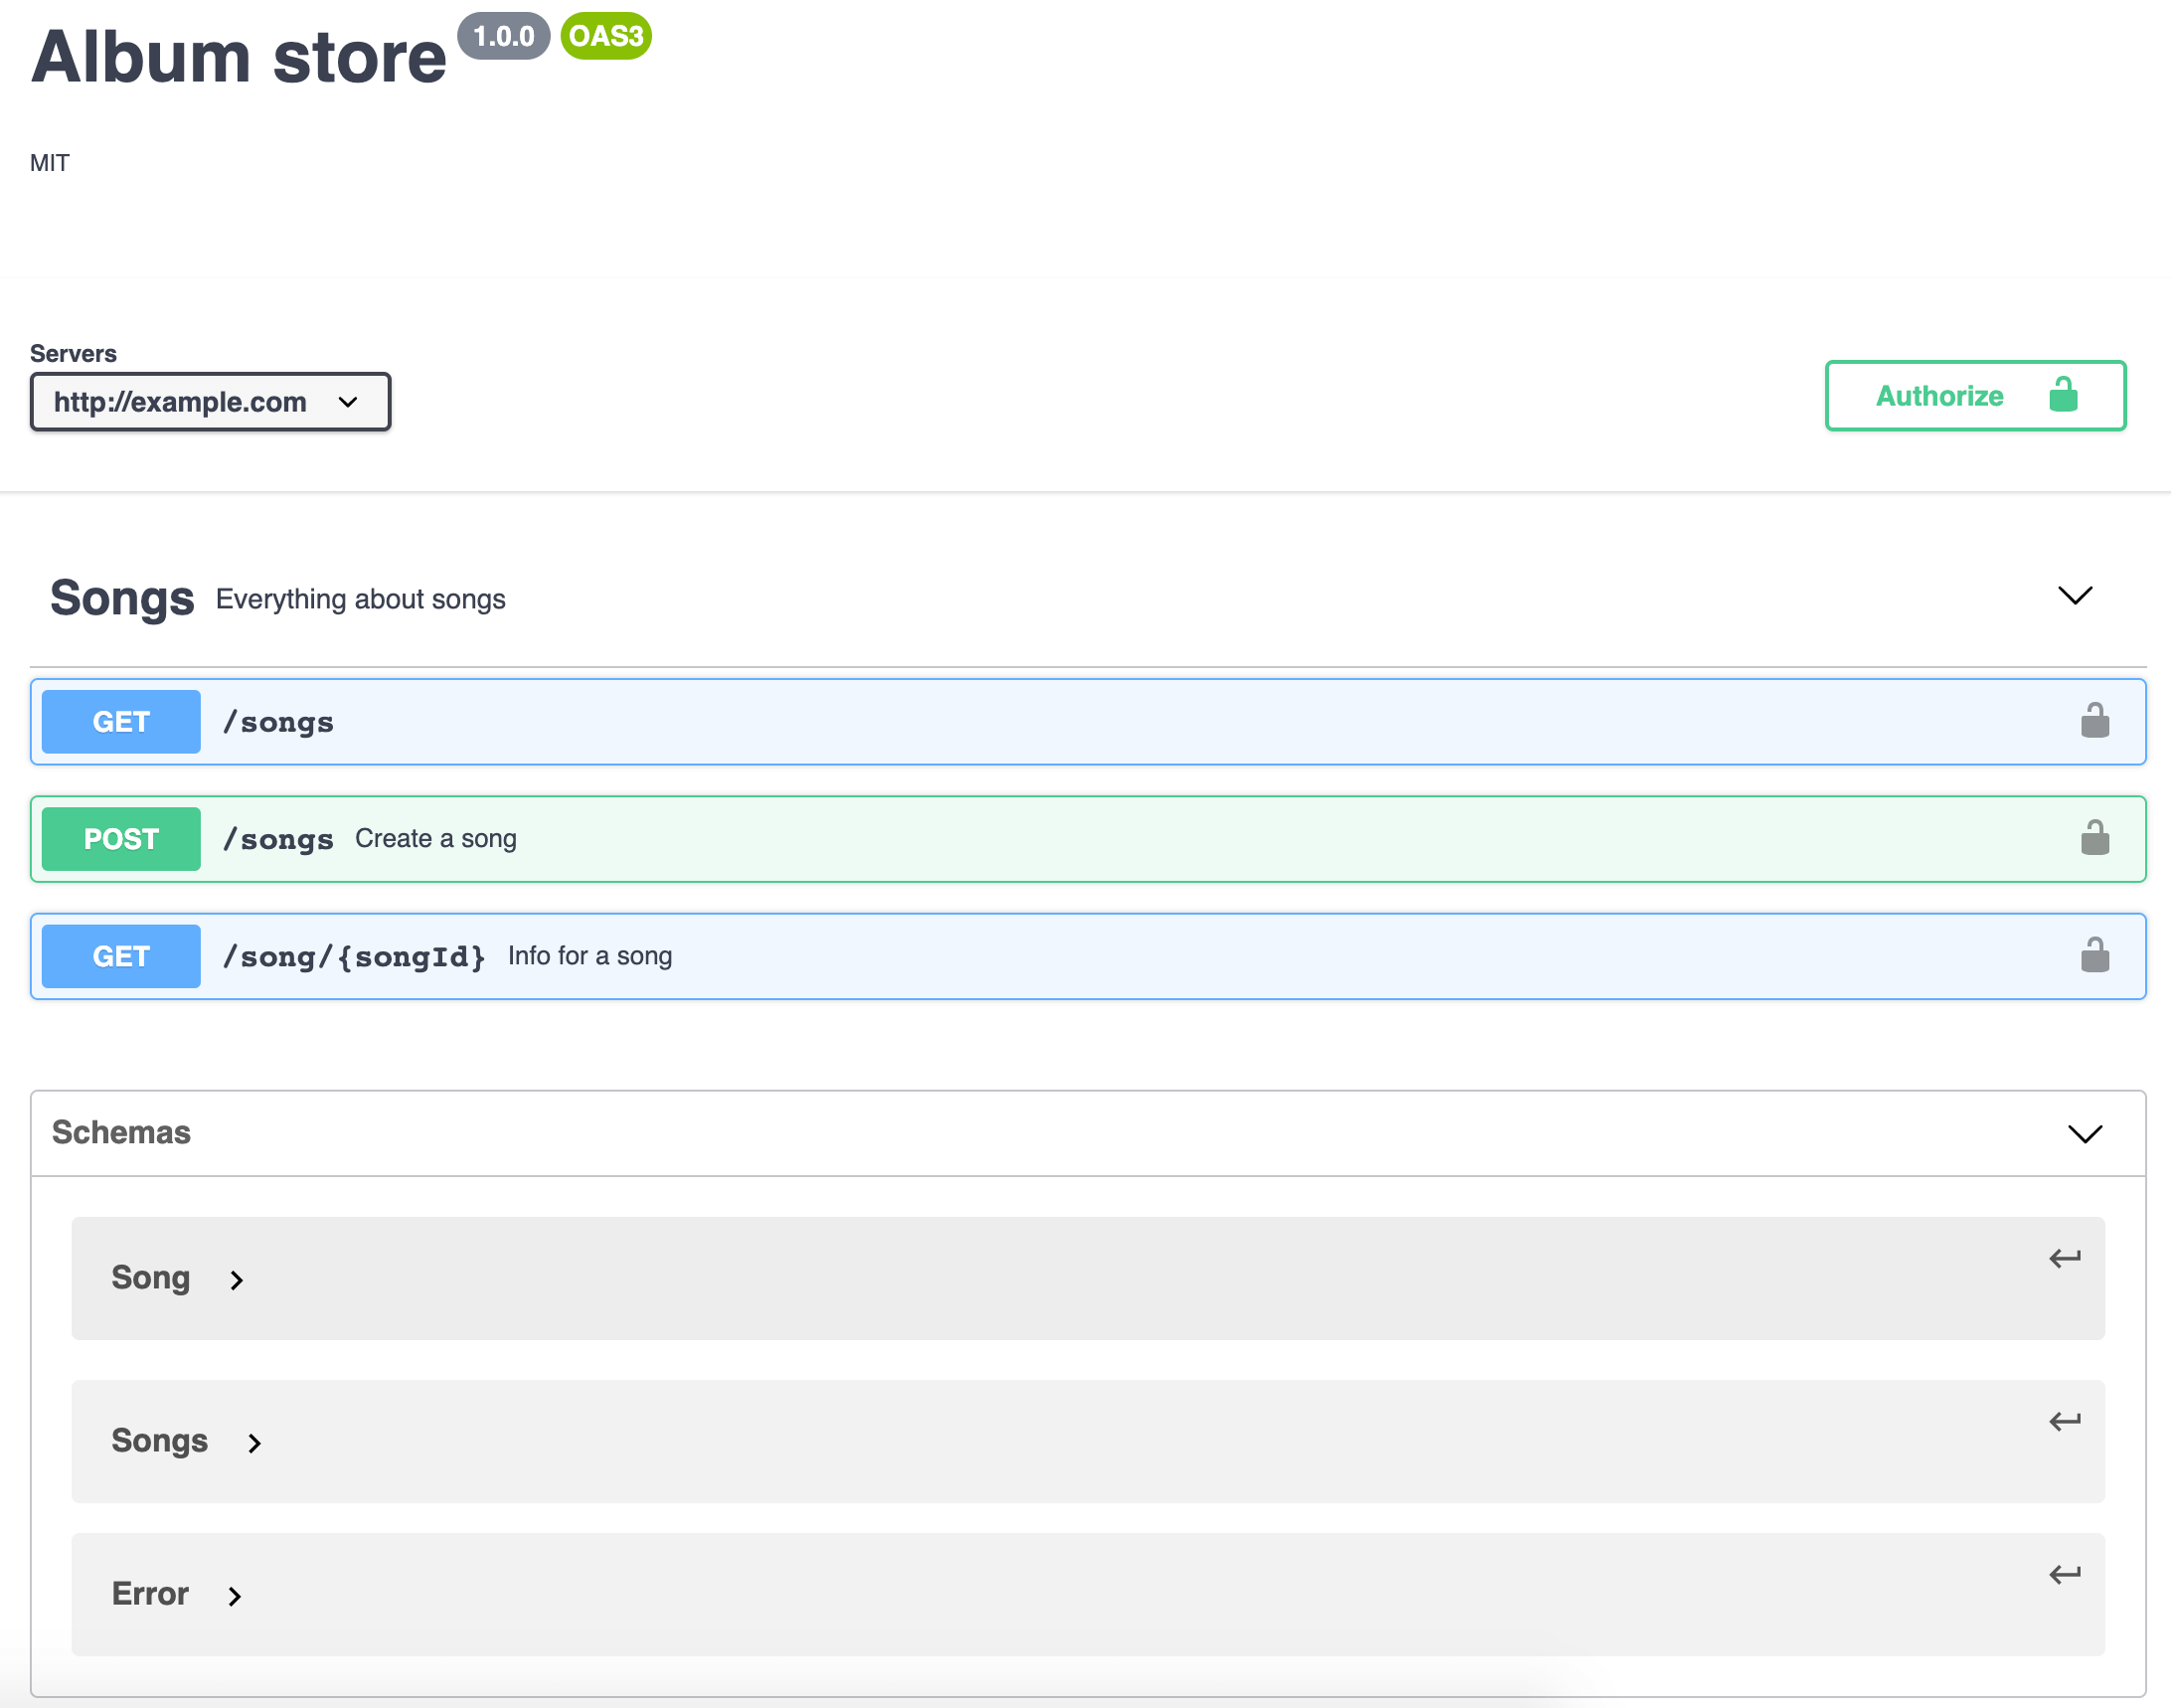 Album store 1.0.0 OAS3
MIT
Servers
http://example.com
Authorize
Songs Everything about songs
GET /songs
POST /songs Create a song
GET /song/{songId} Info for a song
Schemas
Song
Songs
Error